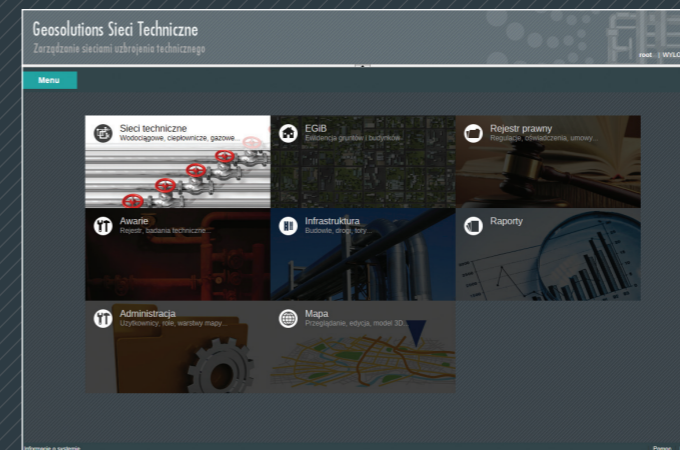 Geosolutions Sieci Techniczne
Zarządzanie sieciami uzbrojenia technicznego
root | WYLO
Menu
Sieci techniczne
Wodociągowe, ciepłownicze, gazowe...
EGiB
Ewidencja gruntów i budynków
Rejestr prawny
Regulacje, oświadczenia, umowy...
Awarie
Rejestr, badania techniczne...
Infrastruktura
Budowle, drogi, tory...
Raporty
Administracja
Użytkownicy, role, warstwy mapy...
Mapa
Przeglądanie, edycja, model 3D...
Informacje o systemie
Pomoc